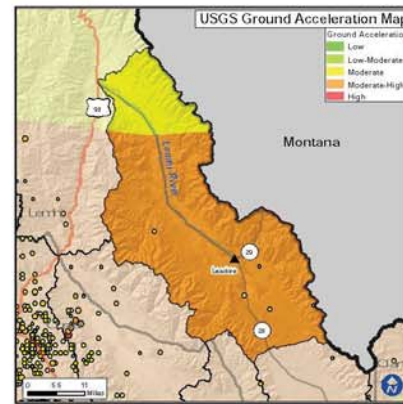 USGS Ground Acceleration Map
Ground Acceleration
Low
Low-Moderate
Moderate
Moderate-High
High
93
Montana
Lemhi River
Lemhi
29
Leadore
28
0 5.5 11
Miles
N